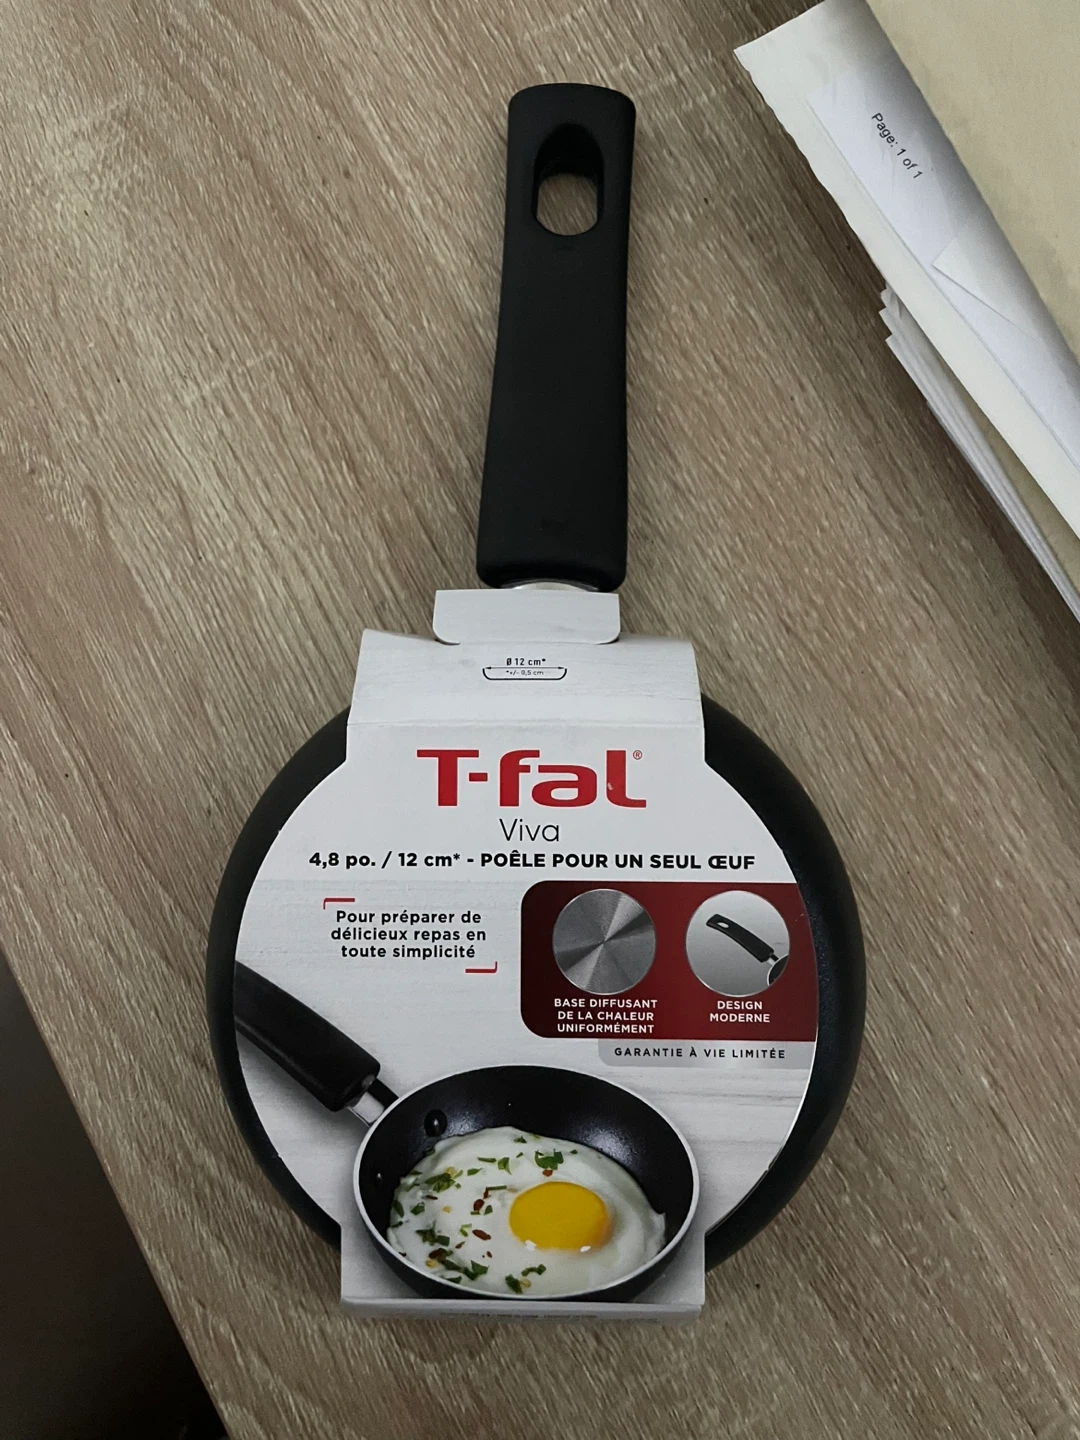 Page: 1 of 1
Ø 12 cm*
*+/- 0,5 cm
T-fal®
Viva
4,8 po. / 12 cm* - POÊLE POUR UN SEUL ŒUF
Pour préparer de
délicieux repas en
toute simplicité
BASE DIFFUSANT
DE LA CHALEUR
UNIFORMÉMENT
DESIGN
MODERNE
GARANTIE À VIE LIMITÉE